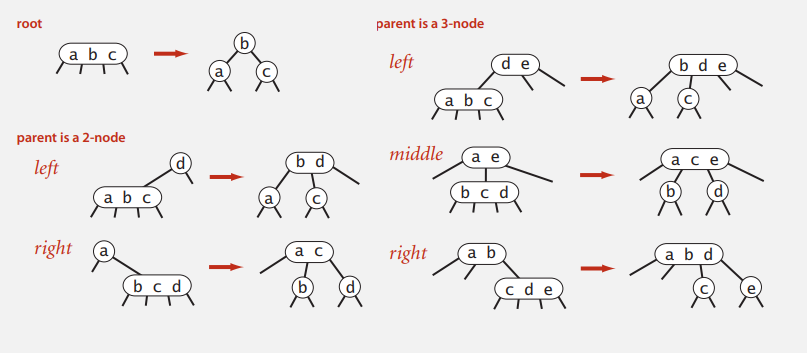 root
a b c
b
a
c
parent is a 2-node
left
d
a b c
b d
a
c
right
a
b c d
a c
b
d
parent is a 3-node
left
d e
a b c
b d e
a
c
middle
a e
b c d
a c e
b
d
right
a b
c d e
a b d
c
e